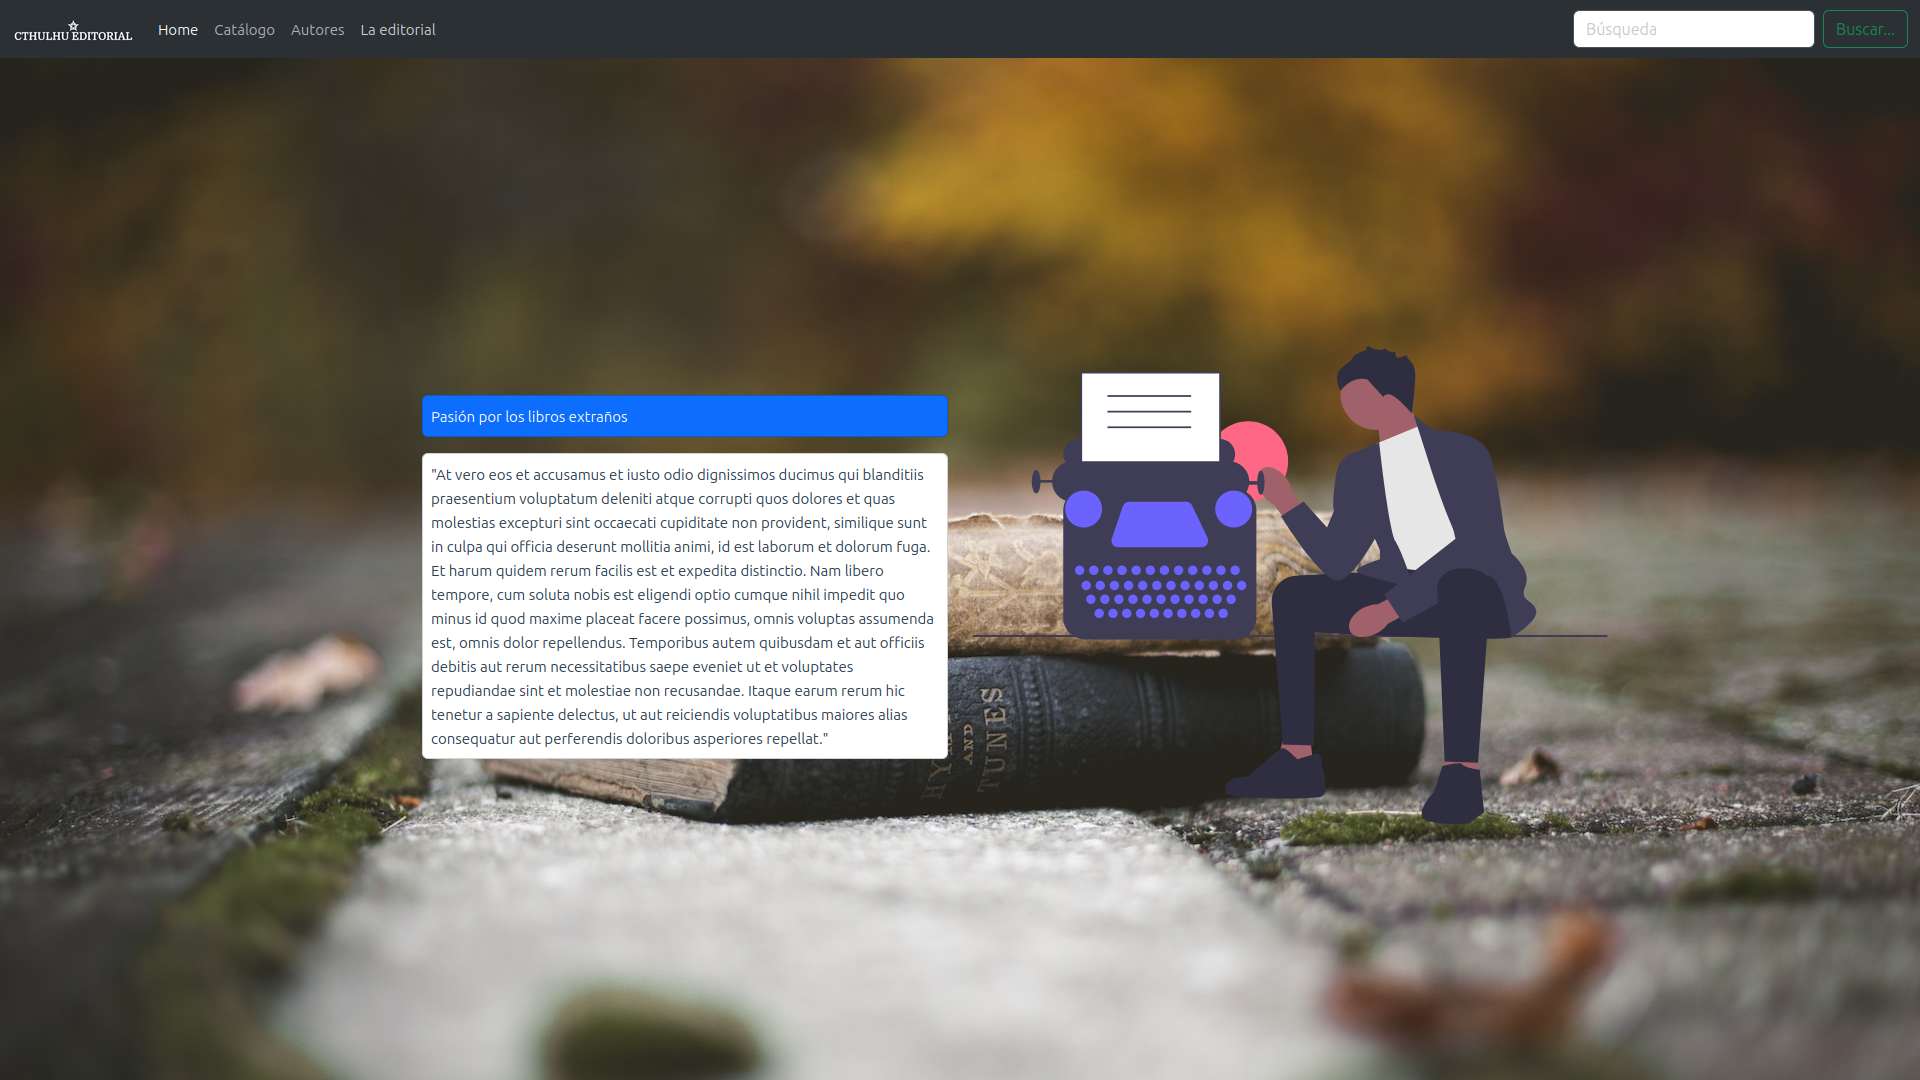 CTHULHU EDITORIAL
Home Catálogo Autores La editorial
Búsqueda
Buscar...
Pasión por los libros extraños
"At vero eos et accusamus et iusto odio dignissimos ducimus qui blanditiis
praesentium voluptatum deleniti atque corrupti quos dolores et quas
molestias excepturi sint occaecati cupiditate non provident, similique sunt
in culpa qui officia deserunt mollitia animi, id est laborum et dolorum fuga.
Et harum quidem rerum facilis est et expedita distinctio. Nam libero
tempore, cum soluta nobis est eligendi optio cumque nihil impedit quo
minus id quod maxime placeat facere possimus, omnis voluptas assumenda
est, omnis dolor repellendus. Temporibus autem quibusdam et aut officiis
debitis aut rerum necessitatibus saepe eveniet ut et voluptates
repudiandae sint et molestiae non recusandae. Itaque earum rerum hic
tenetur a sapiente delectus, ut aut reiciendis voluptatibus maiores alias
consequatur aut perferendis doloribus asperiores repellat."
AND
TUNES